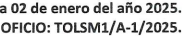 a 02 de enero del año 2025.
OFICIO: TOLSM1/A-1/2025.